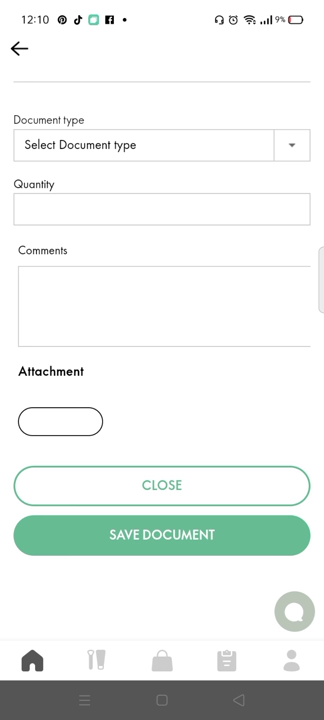 12:10
9%
Document type
Select Document type
Quantity
Comments
Attachment
CLOSE
SAVE DOCUMENT